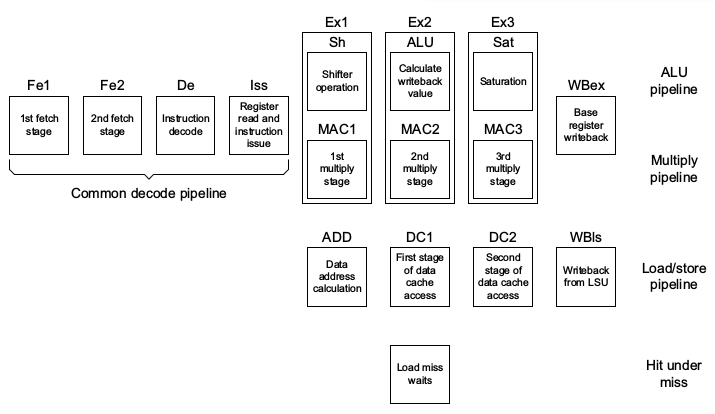 Ex1
Ex2
Ex3
Sh
ALU
Sat
Shifter
operation
Calculate
writeback
value
Saturation
ALU
pipeline
Fe1
Fe2
De
Iss
WBex
1st fetch
stage
2nd fetch
stage
Instruction
decode
Register
read and
instruction
issue
Base
register
writeback
MAC1
MAC2
MAC3
1st
multiply
stage
2nd
multiply
stage
3rd
multiply
stage
Multiply
pipeline
Common decode pipeline
ADD
DC1
DC2
WBls
Data
address
calculation
First stage
of data
cache
access
Second
stage of
data cache
access
Writeback
from LSU
Load/store
pipeline
Load miss
waits
Hit under
miss